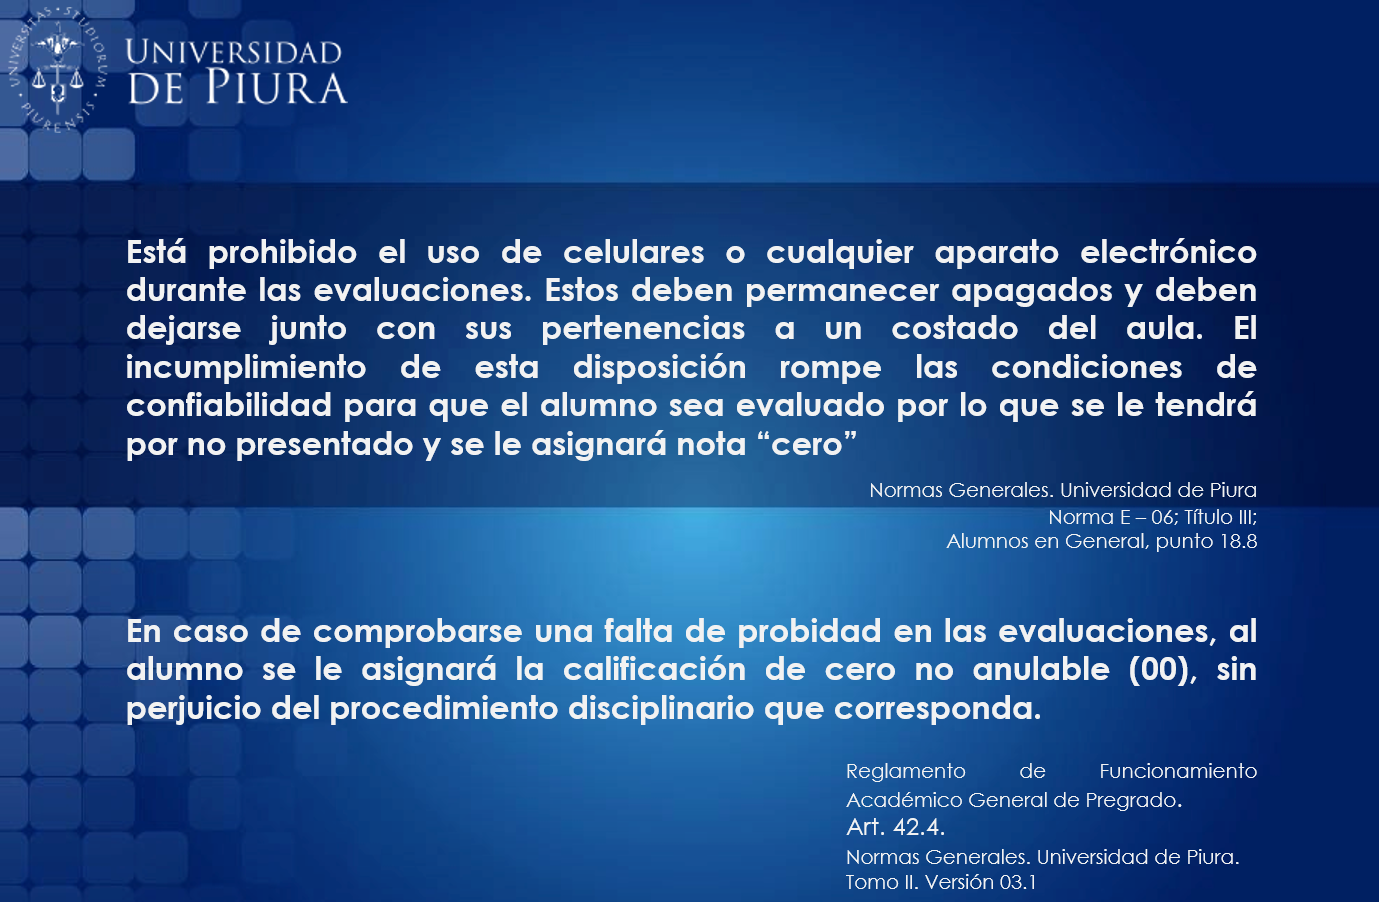 UNIVERSITAS • STUDIORUM • PIURENSIS •
UNIVERSIDAD
DE PIURA
Está prohibido el uso de celulares o cualquier aparato electrónico
durante las evaluaciones. Estos deben permanecer apagados y deben
dejarse junto con sus pertenencias a un costado del aula. El
incumplimiento de esta disposición rompe las condiciones de
confiabilidad para que el alumno sea evaluado por lo que se le tendrá
por no presentado y se le asignará nota “cero”
Normas Generales. Universidad de Piura
Norma E – 06; Título III;
Alumnos en General, punto 18.8
En caso de comprobarse una falta de probidad en las evaluaciones, al
alumno se le asignará la calificación de cero no anulable (00), sin
perjuicio del procedimiento disciplinario que corresponda.
Reglamento de Funcionamiento
Académico General de Pregrado.
Art. 42.4.
Normas Generales. Universidad de Piura.
Tomo II. Versión 03.1